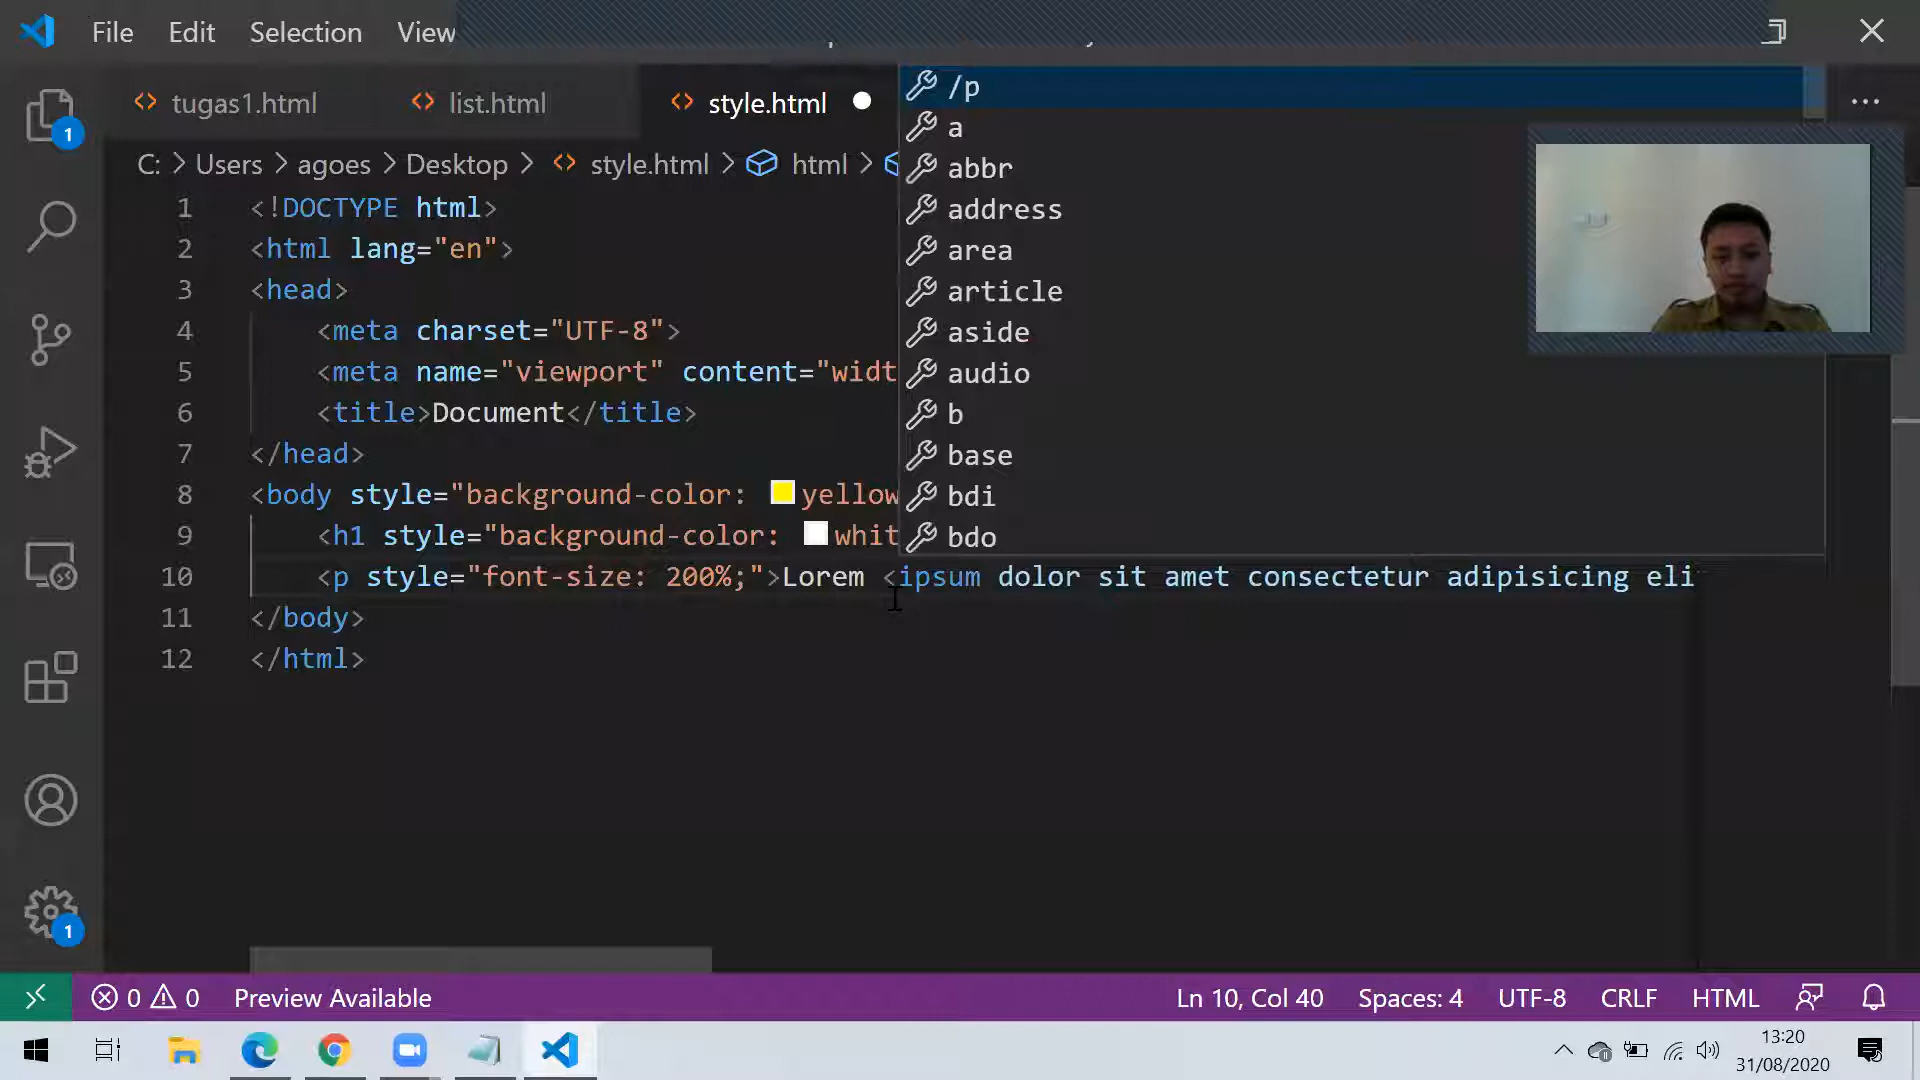 File Edit Selection View
tugas1.html list.html style.html
C: > Users > agoes > Desktop > style.html > html >
/p
a
abbr
address
area
article
aside
audio
b
base
bdi
bdo
1 <!DOCTYPE html>
2 <html lang="en">
3 <head>
4 <meta charset="UTF-8">
5 <meta name="viewport" content="widt
6 <title>Document</title>
7 </head>
8 <body style="background-color: yellow
9 <h1 style="background-color: whit
10 <p style="font-size: 200%;">Lorem <ipsum dolor sit amet consectetur adipisicing eli
11 </body>
12 </html>
1
1
0 0 Preview Available Ln 10, Col 40 Spaces: 4 UTF-8 CRLF HTML
13:20
31/08/2020